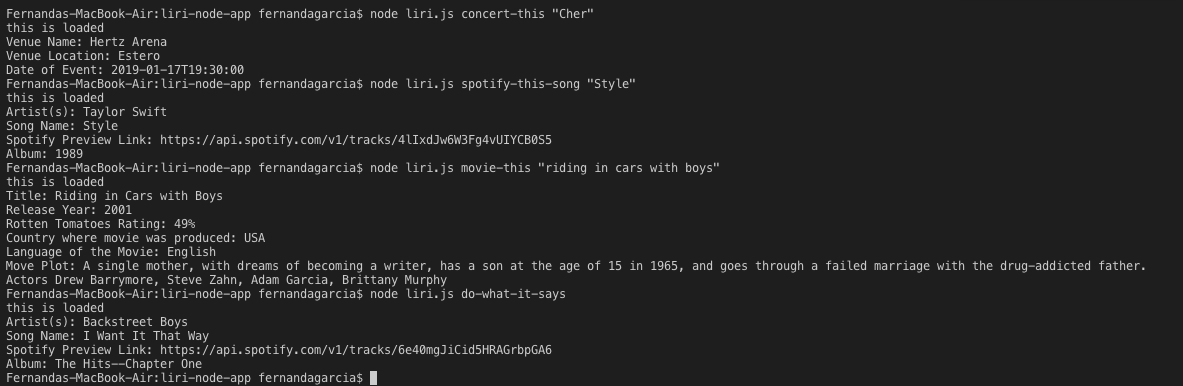 Fernandas-MacBook-Air:liri-node-app fernandagarcia$ node liri.js concert-this "Cher"
this is loaded
Venue Name: Hertz Arena
Venue Location: Estero
Date of Event: 2019-01-17T19:30:00
Fernandas-MacBook-Air:liri-node-app fernandagarcia$ node liri.js spotify-this-song "Style"
this is loaded
Artist(s): Taylor Swift
Song Name: Style
Spotify Preview Link: https://api.spotify.com/v1/tracks/4lIxdJw6W3Fg4vUIYCB0S5
Album: 1989
Fernandas-MacBook-Air:liri-node-app fernandagarcia$ node liri.js movie-this "riding in cars with boys"
this is loaded
Title: Riding in Cars with Boys
Release Year: 2001
Rotten Tomatoes Rating: 49%
Country where movie was produced: USA
Language of the Movie: English
Move Plot: A single mother, with dreams of becoming a writer, has a son at the age of 15 in 1965, and goes through a failed marriage with the drug-addicted father.
Actors Drew Barrymore, Steve Zahn, Adam Garcia, Brittany Murphy
Fernandas-MacBook-Air:liri-node-app fernandagarcia$ node liri.js do-what-it-says
this is loaded
Artist(s): Backstreet Boys
Song Name: I Want It That Way
Spotify Preview Link: https://api.spotify.com/v1/tracks/6e40mgJiCid5HRAGrbpGA6
Album: The Hits--Chapter One
Fernandas-MacBook-Air:liri-node-app fernandagarcia$